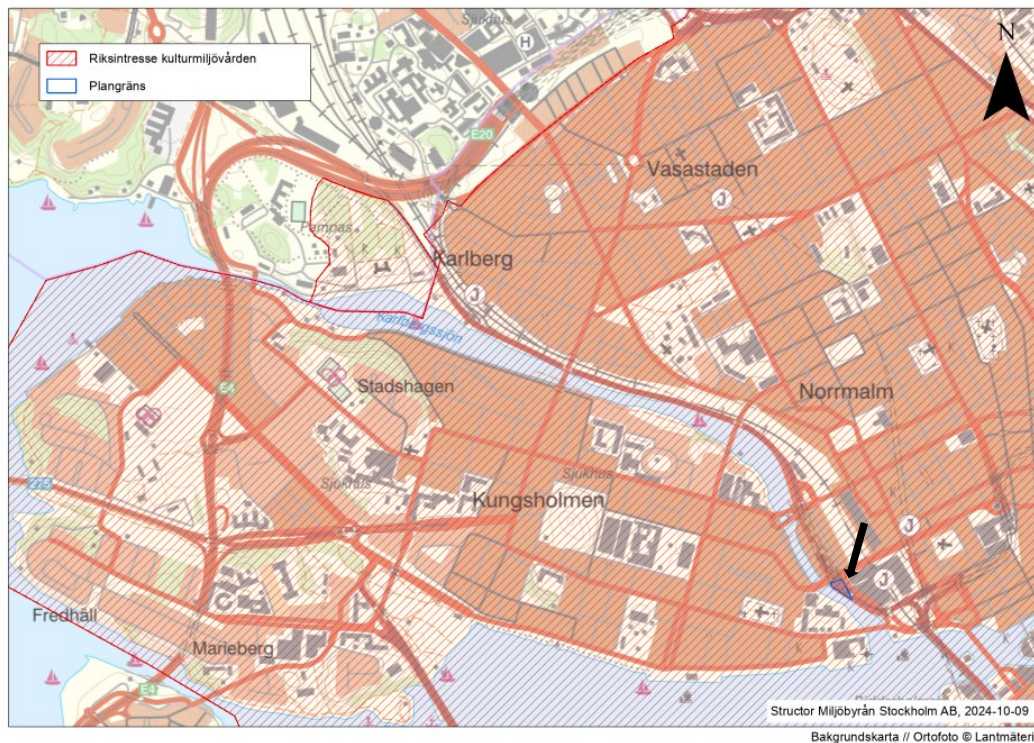 Riksintresse kulturmiljövården
Plangräns
Sjukhus
H
N
E20
Vasastaden
J
Pampas
R K
Karlberg
J
Karlbergssjön
Stadshagen
E4
Norrmalm
K
275
Sjukhus
Sjukhus
Kungsholmen
K
J
J
Fredhäll
Marieberg
K
K
E4
Structor Miljöbyrån Stockholm AB, 2024-10-09
Bakgrundskarta // Ortofoto © Lantmäteri